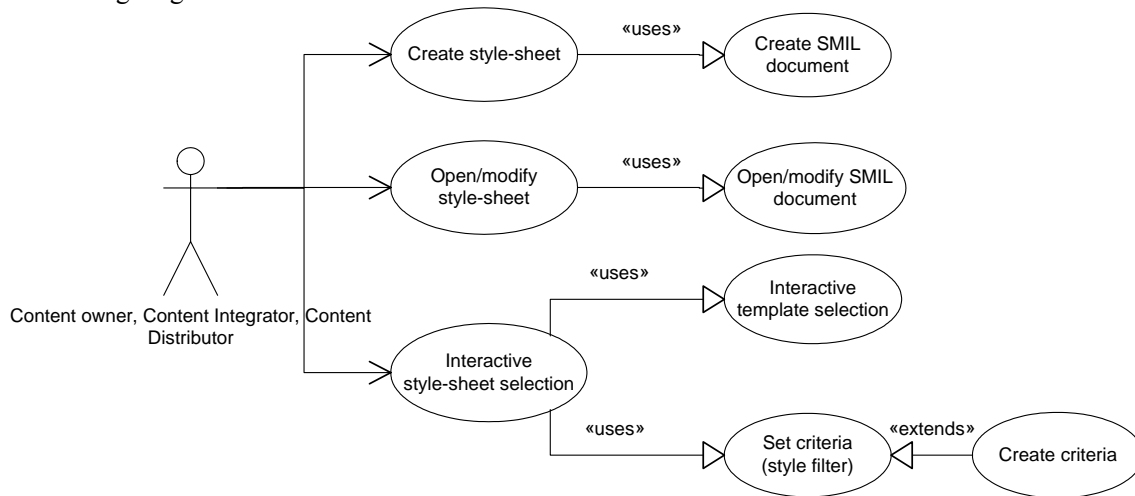 «uses»
Create style-sheet
Create SMIL
document
«uses»
Open/modify
style-sheet
Open/modify SMIL
document
«uses»
Interactive
template selection
Content owner, Content Integrator, Content
Distributor
Interactive
style-sheet selection
«uses»
Set criteria
(style filter)
«extends»
Create criteria